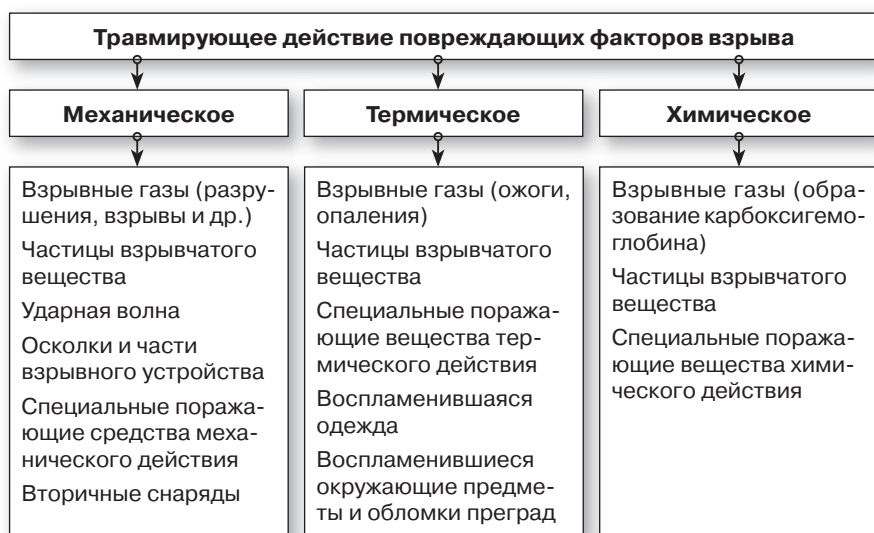 Травмирующее действие повреждающих факторов взрыва
Механическое
Термическое
Химическое
Взрывные газы (разру-
шения, взрывы и др.)
Частицы взрывчатого
вещества
Ударная волна
Осколки и части
взрывного устройства
Специальные поража-
ющие средства меха-
нического действия
Вторичные снаряды
Взрывные газы (ожоги,
опаления)
Частицы взрывчатого
вещества
Специальные поража-
ющие вещества тер-
мического действия
Воспламенившаяся
одежда
Воспламенившиеся
окружающие предме-
ты и обломки преград
Взрывные газы (обра-
зование карбоксигемо-
глобина)
Частицы взрывчатого
вещества
Специальные поража-
ющие вещества хими-
ческого действия